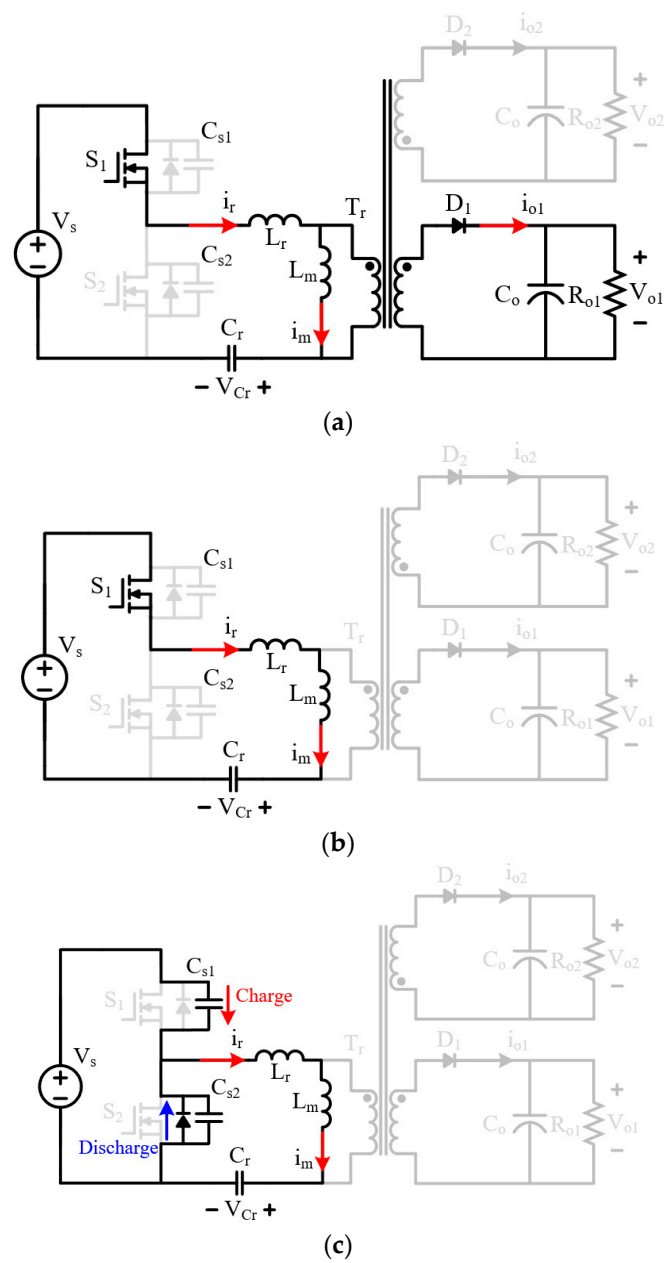 D2 io2
Cs1 Co Ro2 Vo2
S1
Vs ir Tr D1 io1
Lr
S2 Cs2 Lm Co Ro1 Vo1
Cr im
− VCr +
(a)
D2 io2
Cs1 Co Ro2 Vo2
S1
Vs ir Tr D1 io1
Lr
S2 Cs2 Lm Co Ro1 Vo1
Cr im
− VCr +
(b)
D2 io2
Cs1 Co Ro2 Vo2
S1 Charge
Vs ir Tr D1 io1
Lr
S2 Cs2 Lm Co Ro1 Vo1
Discharge Cr im
− VCr +
(c)